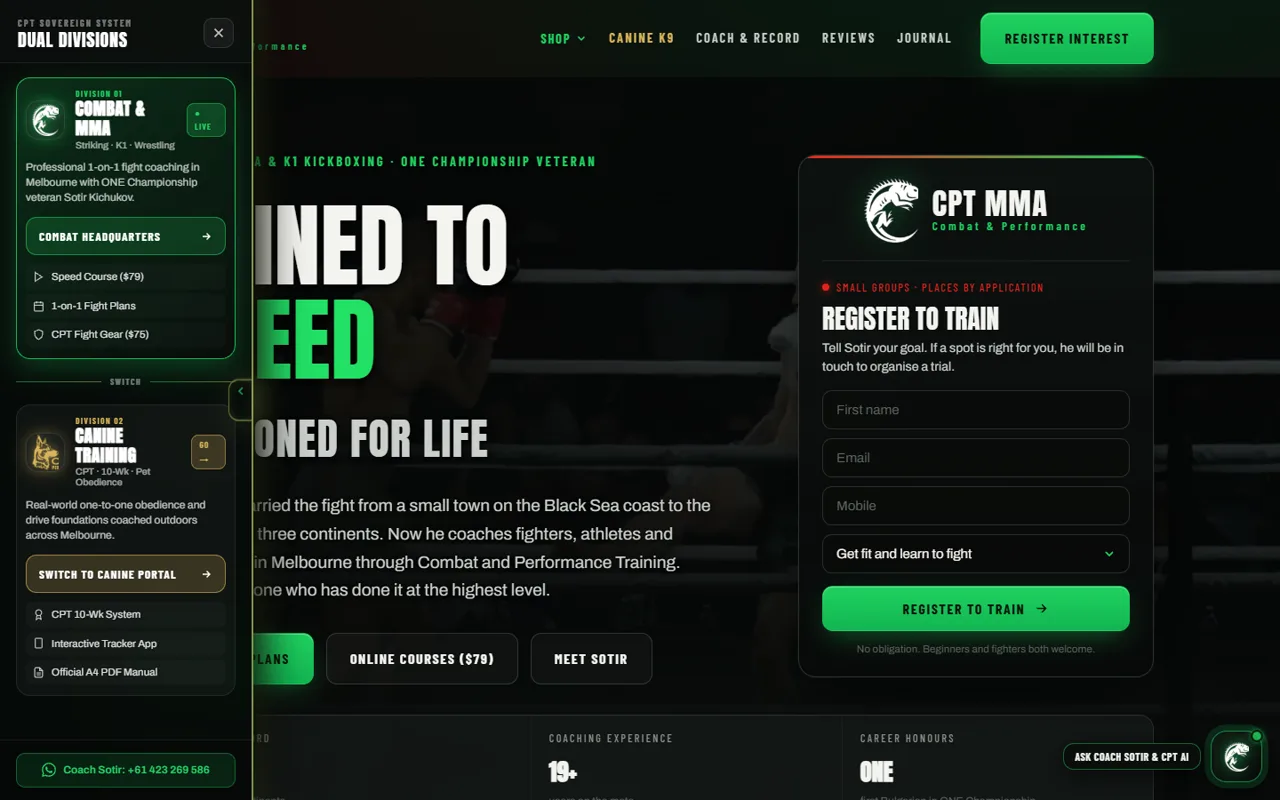 CPT SOVEREIGN SYSTEM
DUAL DIVISIONS
DIVISION 01
COMBAT &
MMA
Striking · K1 · Wrestling
LIVE
Professional 1-on-1 fight coaching in
Melbourne with ONE Championship
veteran Sotir Kichukov.
COMBAT HEADQUARTERS →
Speed Course ($79)
1-on-1 Fight Plans
CPT Fight Gear ($75)
SWITCH
DIVISION 02
CANINE
TRAINING
CPT · 10-Wk · Pet
Obedience
GO
→
Real-world one-to-one obedience and
drive foundations coached outdoors
across Melbourne.
SWITCH TO CANINE PORTAL →
CPT 10-Wk System
Interactive Tracker App
Official A4 PDF Manual
Coach Sotir: +61 423 269 586
ormance
SHOP
CANINE K9
COACH & RECORD
REVIEWS
JOURNAL
REGISTER INTEREST
A & K1 KICKBOXING · ONE CHAMPIONSHIP VETERAN
INED TO
EED
ONED FOR LIFE
arried the fight from a small town on the Black Sea coast to the
three continents. Now he coaches fighters, athletes and
in Melbourne through Combat and Performance Training.
one who has done it at the highest level.
PLANS
ONLINE COURSES ($79)
MEET SOTIR
CPT MMA
Combat & Performance
SMALL GROUPS · PLACES BY APPLICATION
REGISTER TO TRAIN
Tell Sotir your goal. If a spot is right for you, he will be in
touch to organise a trial.
First name
Email
Mobile
Get fit and learn to fight
REGISTER TO TRAIN →
No obligation. Beginners and fighters both welcome.
RD
COACHING EXPERIENCE
19+
CAREER HONOURS
ONE
first Bulgarian in ONE Championship
ASK COACH SOTIR & CPT AI